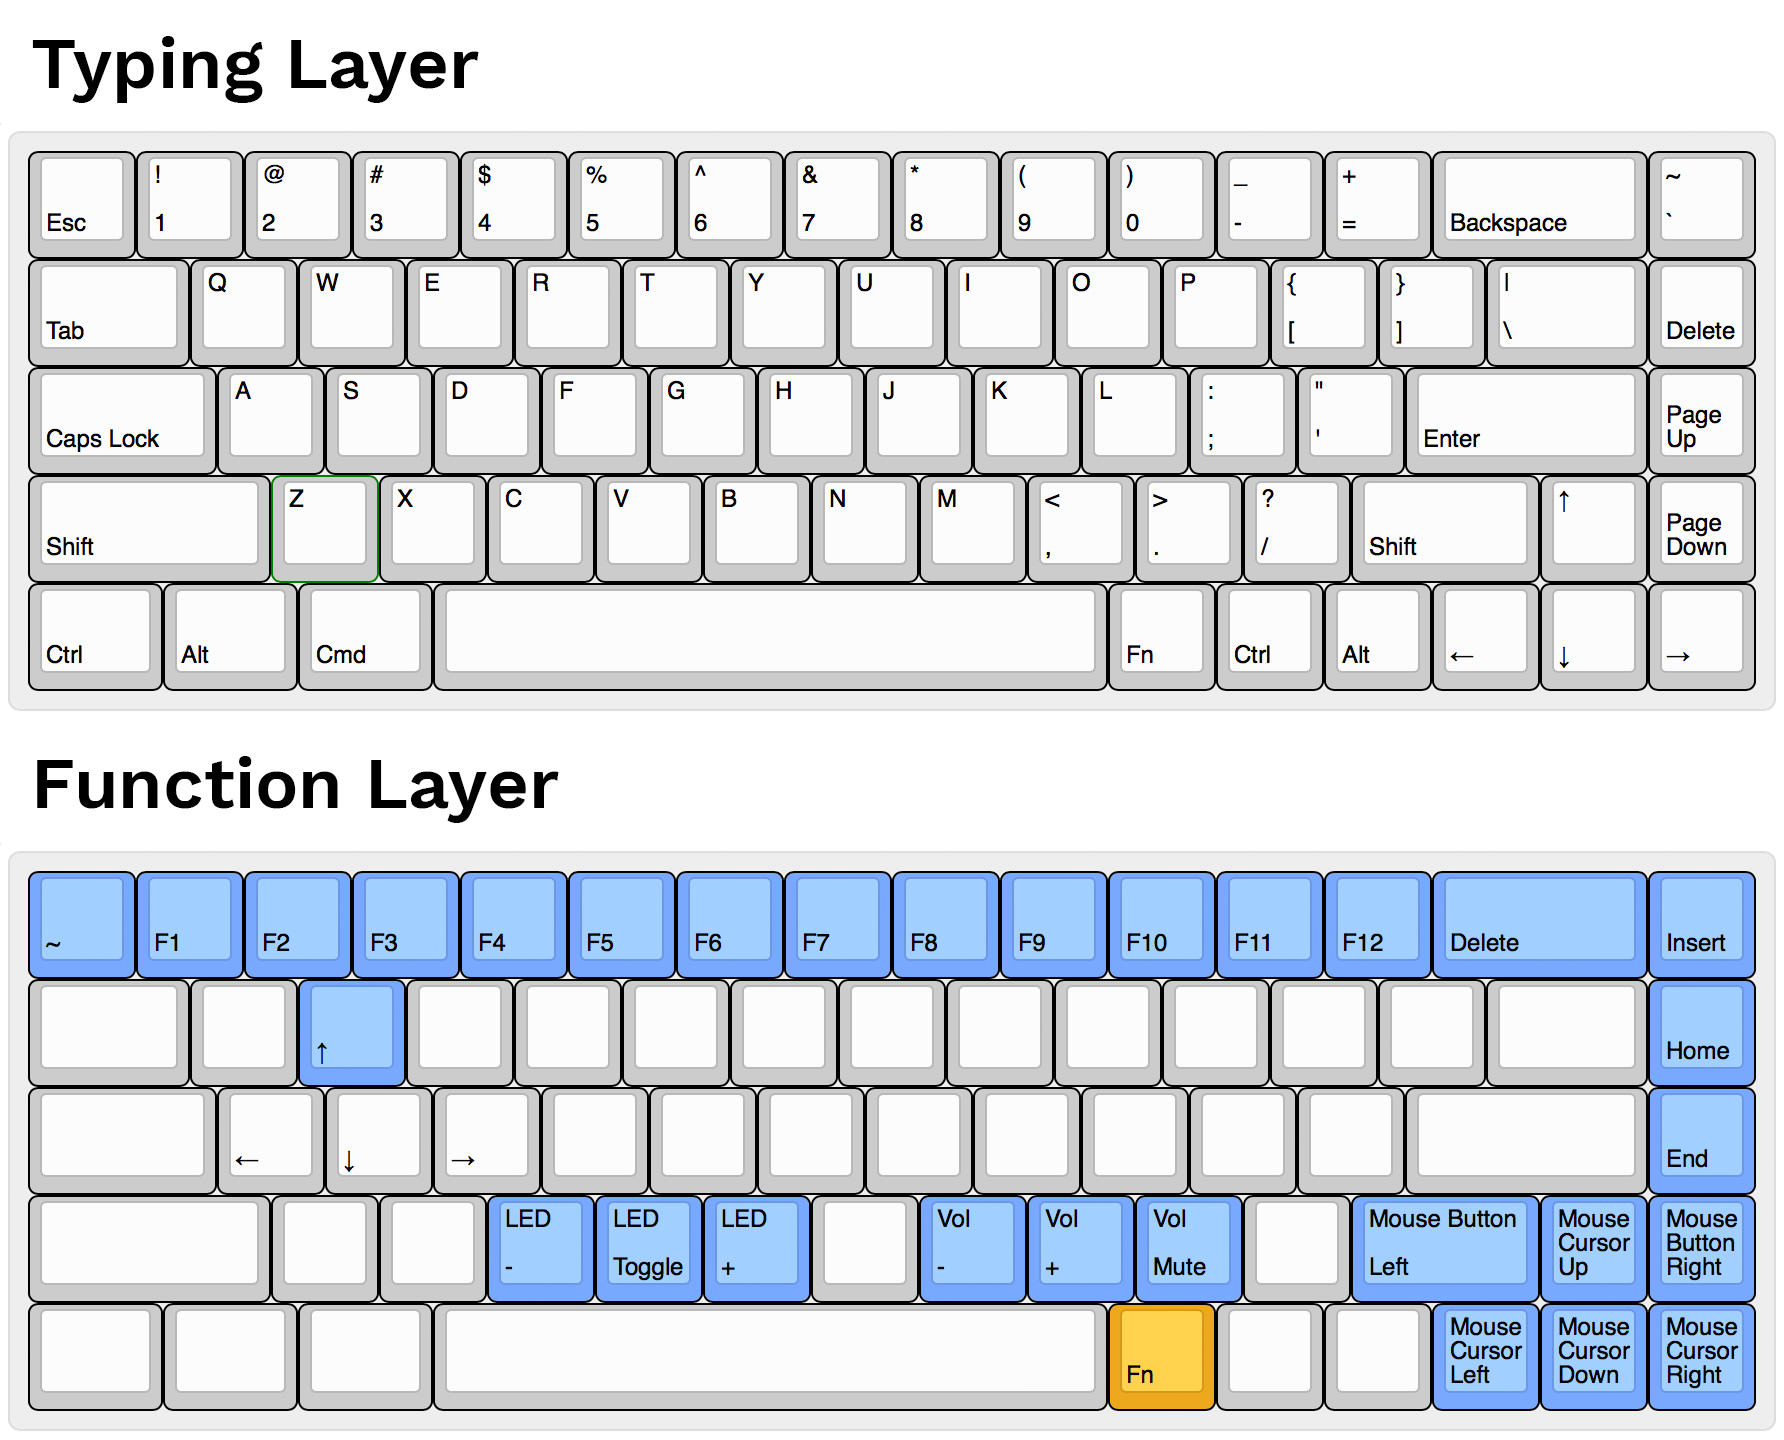 Typing Layer
! @ # $ % ^ & * ( ) _ + ~
Esc 1 2 3 4 5 6 7 8 9 0 - = Backspace `
Q W E R T Y U I O P { } |
Tab [ ] \ Delete
A S D F G H J K L : "
Caps Lock ; ' Enter Page Up
Z X C V B N M < > ? ↑
Shift , . / Shift Page Down
Ctrl Alt Cmd Fn Ctrl Alt ← ↓ →
Function Layer
~ F1 F2 F3 F4 F5 F6 F7 F8 F9 F10 F11 F12 Delete Insert
↑ Home
← ↓ → End
LED LED LED Vol Vol Vol Mouse Button Mouse Mouse
Cursor Button
- Toggle + - + Mute Left Up Right
Mouse Mouse Mouse
Cursor Cursor Cursor
Fn Left Down Right